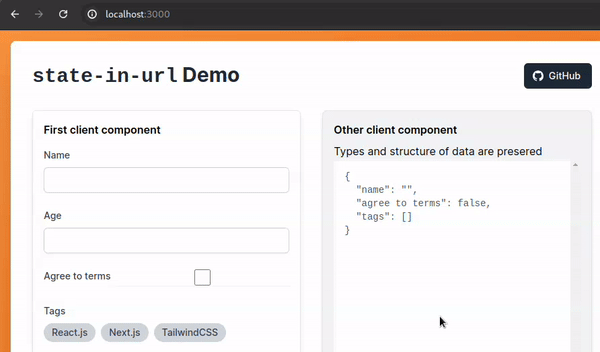 localhost:3000
state-in-url Demo
GitHub
First client component
Name
Age
Agree to terms
Tags
React.js Next.js TailwindCSS
Other client component
Types and structure of data are presered
{
"name": "",
"agree to terms": false,
"tags": []
}